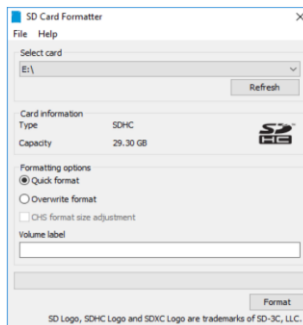 SD Card Formatter
File Help
Select card
E:\
Refresh
Card information
Type SDHC
Capacity 29.30 GB
SD
HC
Formatting options
Quick format
Overwrite format
CHS format size adjustment
Volume label
Format
SD Logo, SDHC Logo and SDXC Logo are trademarks of SD-3C, LLC.